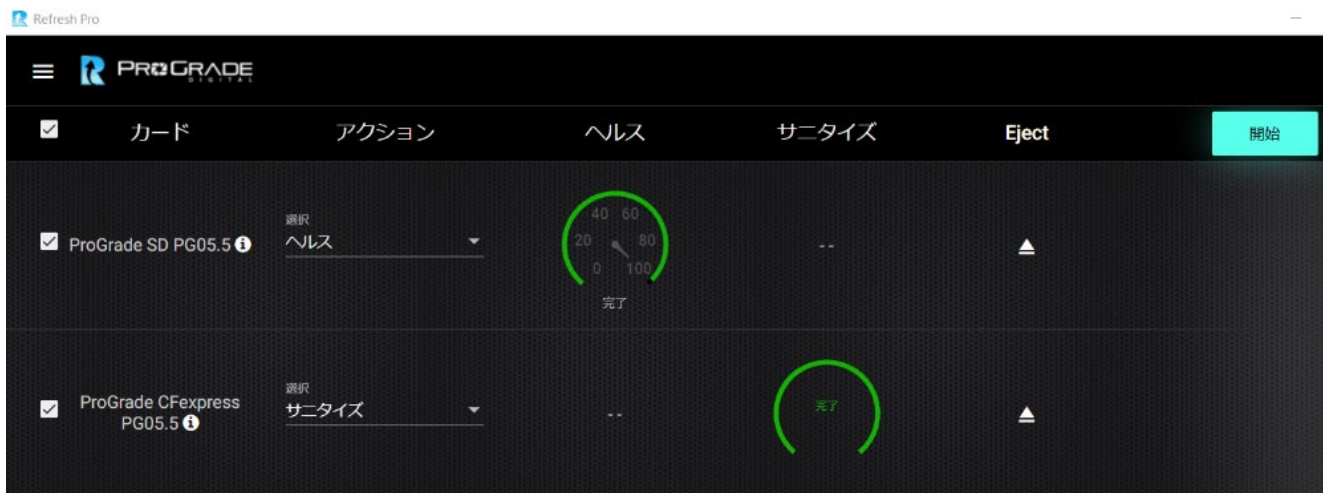 Refresh Pro
PROGRADE
DIGITAL
カード アクション ヘルス サニタイズ Eject 開始
選択
ProGrade SD PG05.5 ヘルス
0 20 40 60 80 100
--
完了
選択
ProGrade CFexpress
PG05.5
サニタイズ
--
完了